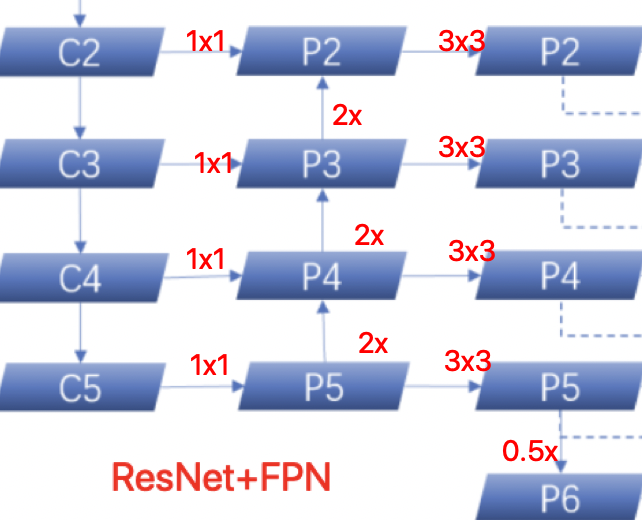 C2 1x1 P2 3x3 P2
2x
C3 1x1 P3 3x3 P3
2x
C4 1x1 P4 3x3 P4
2x
C5 1x1 P5 3x3 P5
0.5x
ResNet+FPN
P6